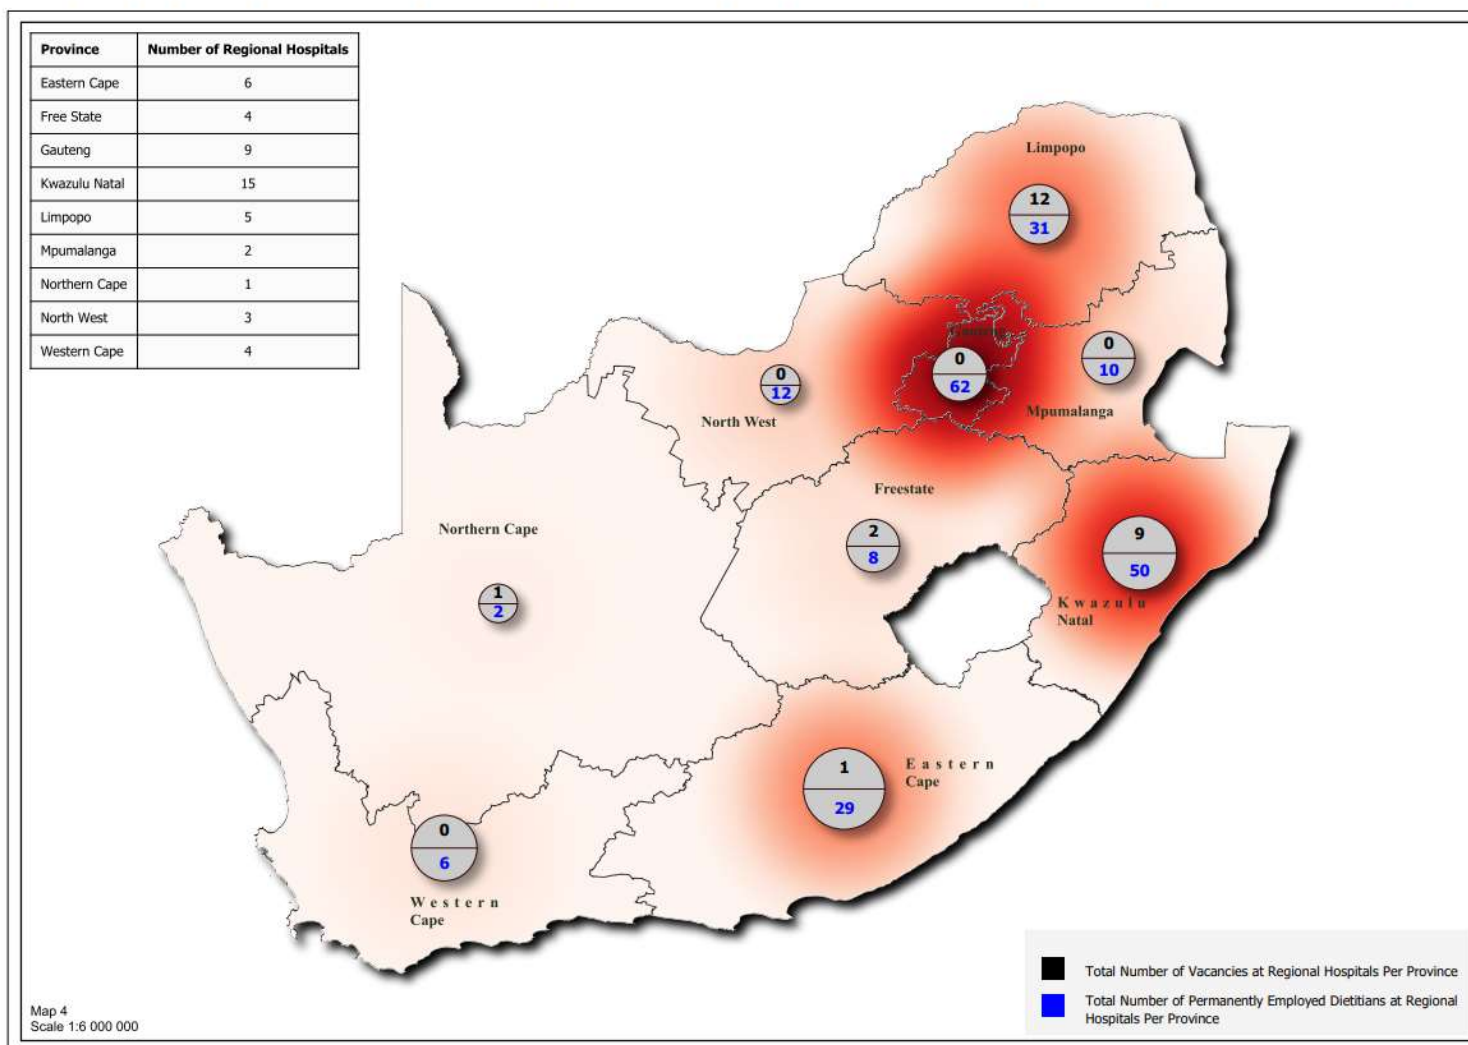 Province Number of Regional Hospitals
Eastern Cape 6
Free State 4
Gauteng 9
Kwazulu Natal 15
Limpopo 5
Mpumalanga 2
Northern Cape 1
North West 3
Western Cape 4
Limpopo
12
31
Gauteng
0
62
0
10
Mpumalanga
0
12
North West
Freestate
2
8
Northern Cape
1
2
9
50
Kwazulu
Natal
1
29
Eastern
Cape
0
6
Western
Cape
Total Number of Vacancies at Regional Hospitals Per Province
Total Number of Permanently Employed Dietitians at Regional
Hospitals Per Province
Map 4
Scale 1:6 000 000